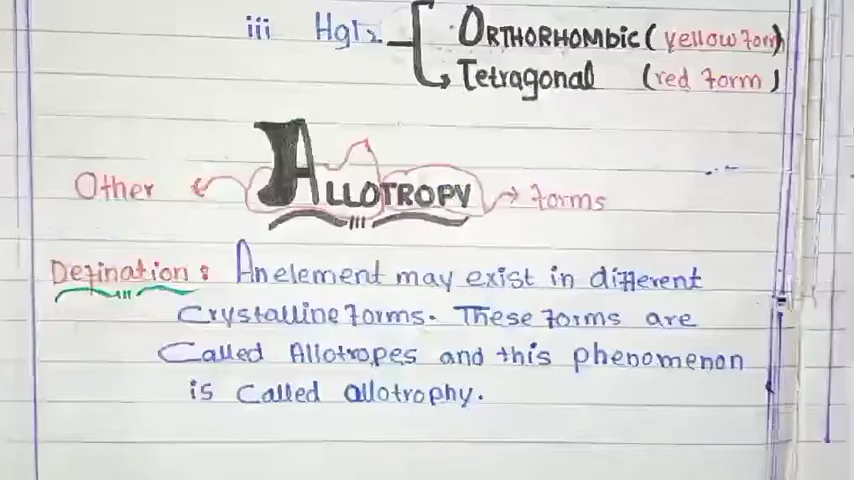 iii HgI2 ORTHORHOMBIC (yellow form)
Tetragonal (red form)
Other ALLOTROPY forms
Defination: An element may exist in different
Crystalline forms. These forms are
Called Allotropes and this phenomenon
is Called allotrophy.